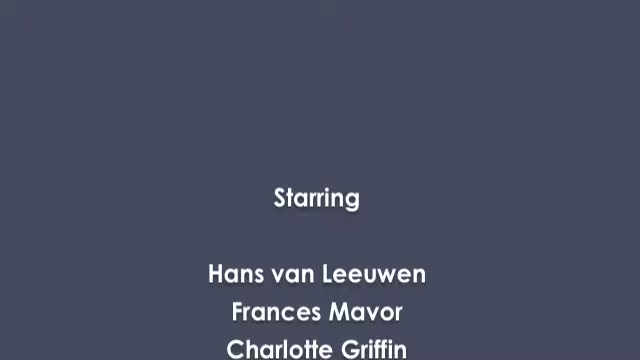 Starring
Hans van Leeuwen
Frances Mavor
Charlotte Griffin